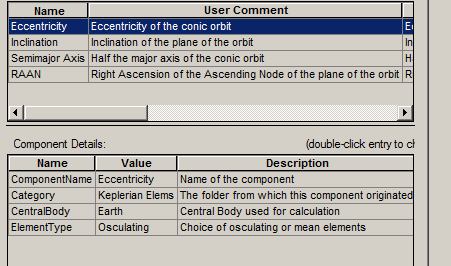 Name User Comment
Eccentricity Eccentricity of the conic orbit
Inclination Inclination of the plane of the orbit
Semimajor Axis Half the major axis of the conic orbit
RAAN Right Ascension of the Ascending Node of the plane of the orbit
Component Details: (double-click entry to
Name Value Description
ComponentName Eccentricity Name of the component
Category Keplerian Elems The folder from which this component originated
CentralBody Earth Central Body used for calculation
ElementType Osculating Choice of osculating or mean elements